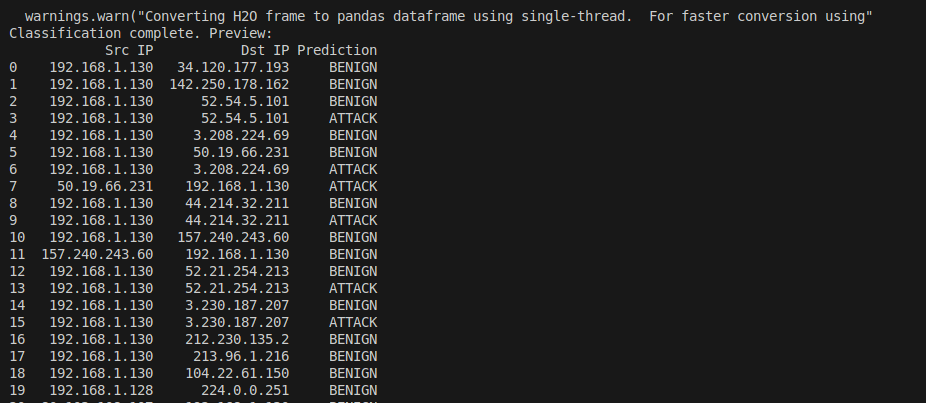 warnings.warn("Converting H2O frame to pandas dataframe using single-thread.  For faster conversion using"
Classification complete. Preview:
Src IP Dst IP Prediction
0 192.168.1.130 34.120.177.193 BENIGN
1 192.168.1.130 142.250.178.162 BENIGN
2 192.168.1.130 52.54.5.101 BENIGN
3 192.168.1.130 52.54.5.101 ATTACK
4 192.168.1.130 3.208.224.69 BENIGN
5 192.168.1.130 50.19.66.231 BENIGN
6 192.168.1.130 3.208.224.69 ATTACK
7 50.19.66.231 192.168.1.130 ATTACK
8 192.168.1.130 44.214.32.211 BENIGN
9 192.168.1.130 44.214.32.211 ATTACK
10 192.168.1.130 157.240.243.60 BENIGN
11 157.240.243.60 192.168.1.130 BENIGN
12 192.168.1.130 52.21.254.213 BENIGN
13 192.168.1.130 52.21.254.213 ATTACK
14 192.168.1.130 3.230.187.207 BENIGN
15 192.168.1.130 3.230.187.207 ATTACK
16 192.168.1.130 212.230.135.2 BENIGN
17 192.168.1.130 213.96.1.216 BENIGN
18 192.168.1.130 104.22.61.150 BENIGN
19 192.168.1.128 224.0.0.251 BENIGN